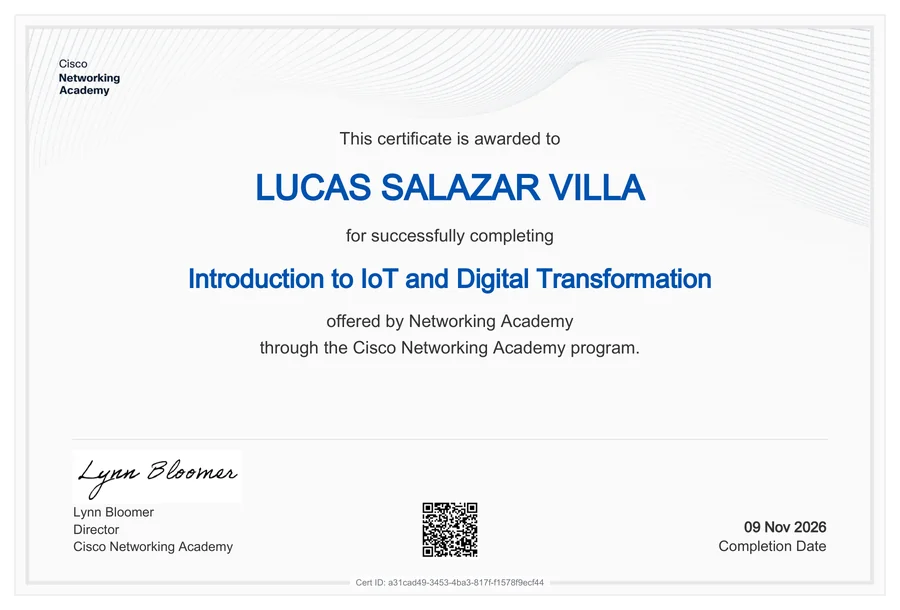 Cisco
Networking
Academy
This certificate is awarded to
LUCAS SALAZAR VILLA
for successfully completing
Introduction to IoT and Digital Transformation
offered by Networking Academy
through the Cisco Networking Academy program.
Lynn Bloomer
Lynn Bloomer
Director
Cisco Networking Academy
09 Nov 2026
Completion Date
Cert ID: a31cad49-3453-4ba3-817f-f1578f9ecf44